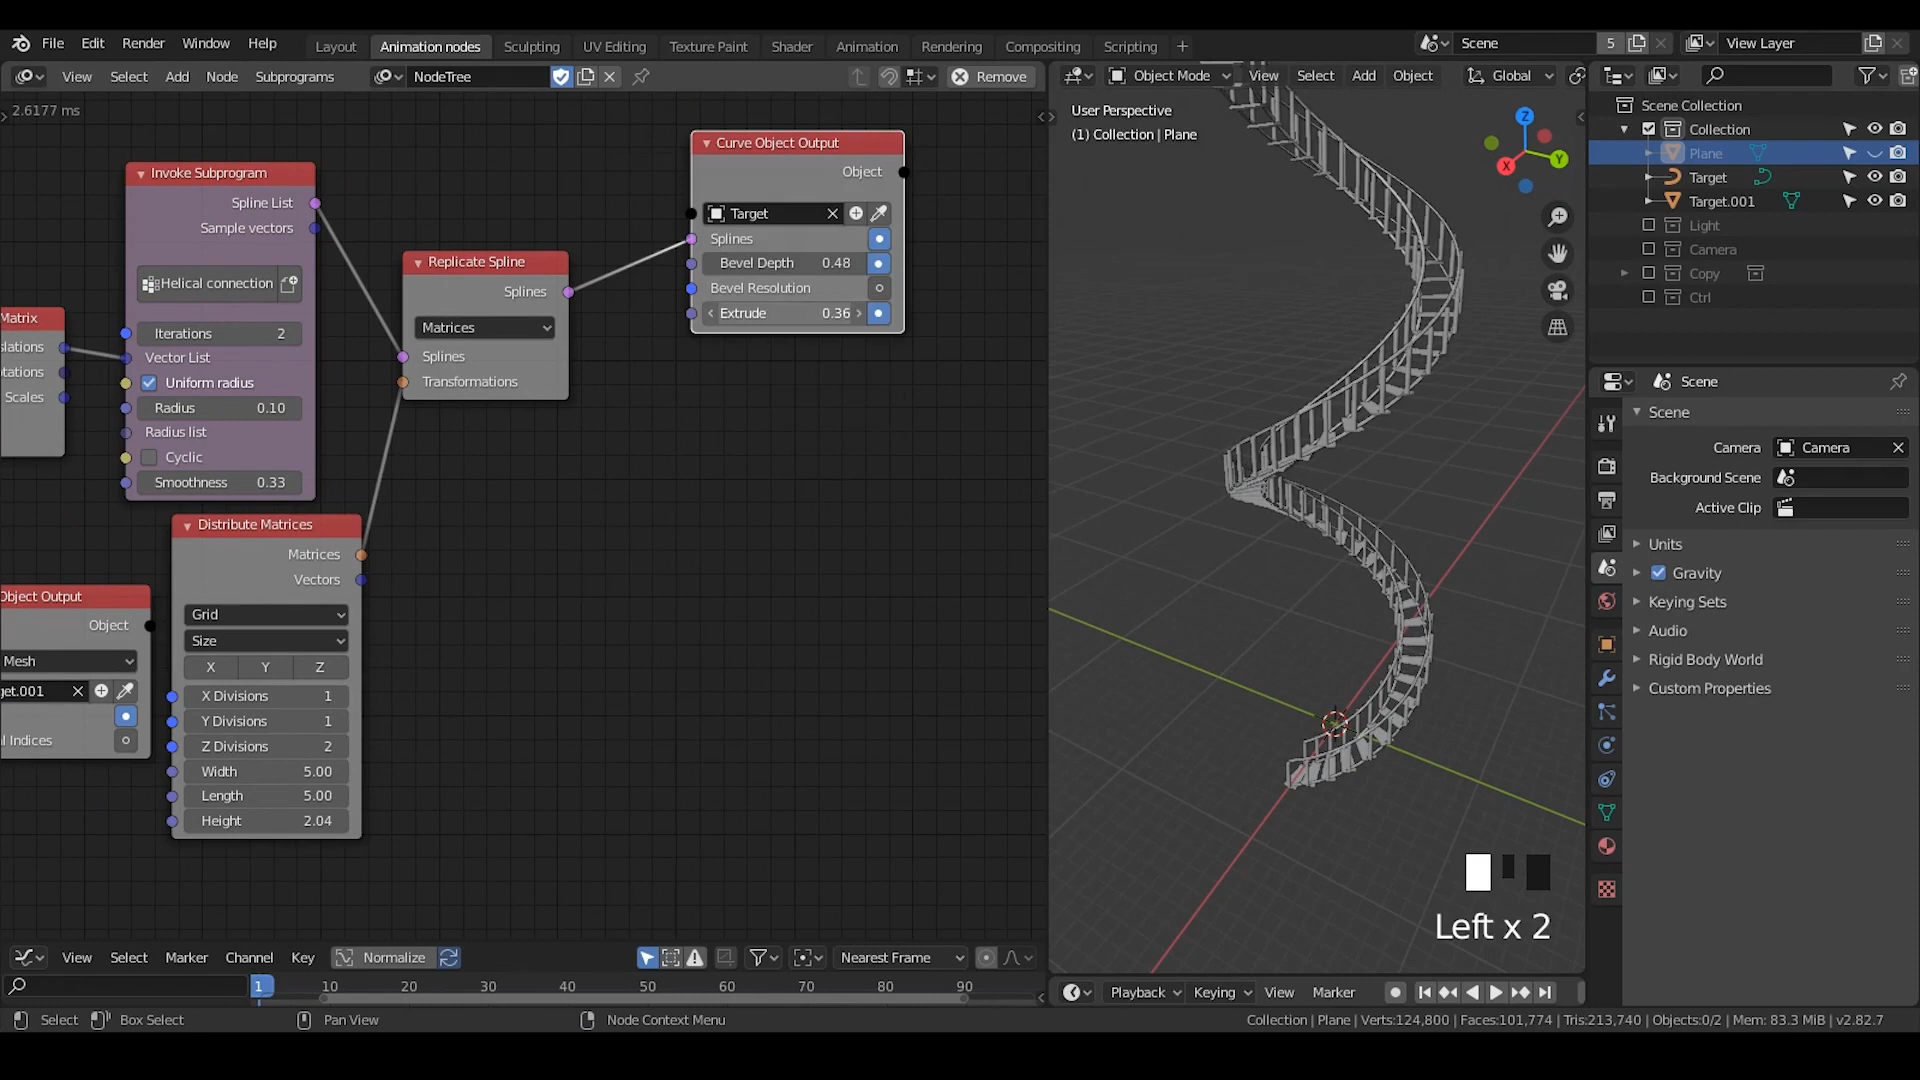 File Edit Render Window Help Layout Animation nodes Sculpting UV Editing Texture Paint Shader Animation Rendering Compositing Scripting + Scene 5 View Layer
View Select Add Node Subprograms NodeTree Remove
Object Mode View Select Add Object Global
2.6177 ms
Invoke Subprogram
Spline List
Sample vectors
Helical connection
Iterations 2
Vector List
Uniform radius
Radius 0.10
Radius list
Cyclic
Smoothness 0.33
Matrix
lations
otations
Scales
Replicate Spline
Splines
Matrices
Splines
Transformations
Curve Object Output
Object
Target
Splines
Bevel Depth 0.48
Bevel Resolution
Extrude 0.36
Distribute Matrices
Matrices
Vectors
Grid
Size
X Y Z
X Divisions 1
Y Divisions 1
Z Divisions 2
Width 5.00
Length 5.00
Height 2.04
Object Output
Object
Mesh
get.001
l Indices
User Perspective
(1) Collection | Plane
Z
Y
X
Left x 2
Scene Collection
Collection
Plane
Target
Target.001
Light
Camera
Copy
Ctrl
Scene
Scene
Camera Camera
Background Scene
Active Clip
Units
Gravity
Keying Sets
Audio
Rigid Body World
Custom Properties
View Select Marker Channel Key Normalize Nearest Frame
1 10 20 30 40 50 60 70 80 90
Playback Keying View Marker
Select Box Select Pan View Node Context Menu
Collection | Plane | Verts:124,800 | Faces:101,774 | Tris:213,740 | Objects:0/2 | Mem: 83.3 MiB | v2.82.7